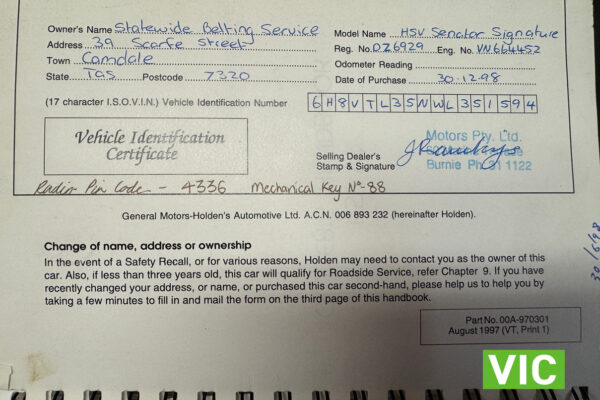 Owner's Name Statewide Belting Service
Address 39 Scarfe Street
Town Camdale
State TAS Postcode 7320
Model Name HSV Senator Signature
Reg. No. DZ6929 Eng. No. VN664452
Odometer Reading
Date of Purchase 30-12-98
(17 character I.S.O.V.I.N.) Vehicle Identification Number 6H8VTL35NWL351594
Vehicle Identification
Certificate
Selling Dealer's
Stamp & Signature
Motors Pty. Ltd.
Burnie Ph 31 1122
Radio Pin Code - 4336 Mechanical Key No-88
General Motors-Holden's Automotive Ltd. A.C.N. 006 893 232 (hereinafter Holden).
Change of name, address or ownership
In the event of a Safety Recall, or for various reasons, Holden may need to contact you as the owner of this
car. Also, if less than three years old, this car will qualify for Roadside Service, refer Chapter 9. If you have
recently changed your address, or name, or purchased this car second-hand, please help us to help you by
taking a few minutes to fill in and mail the form on the third page of this handbook.
Part No. 00A-970301
August 1997 (VT, Print 1)
VIC